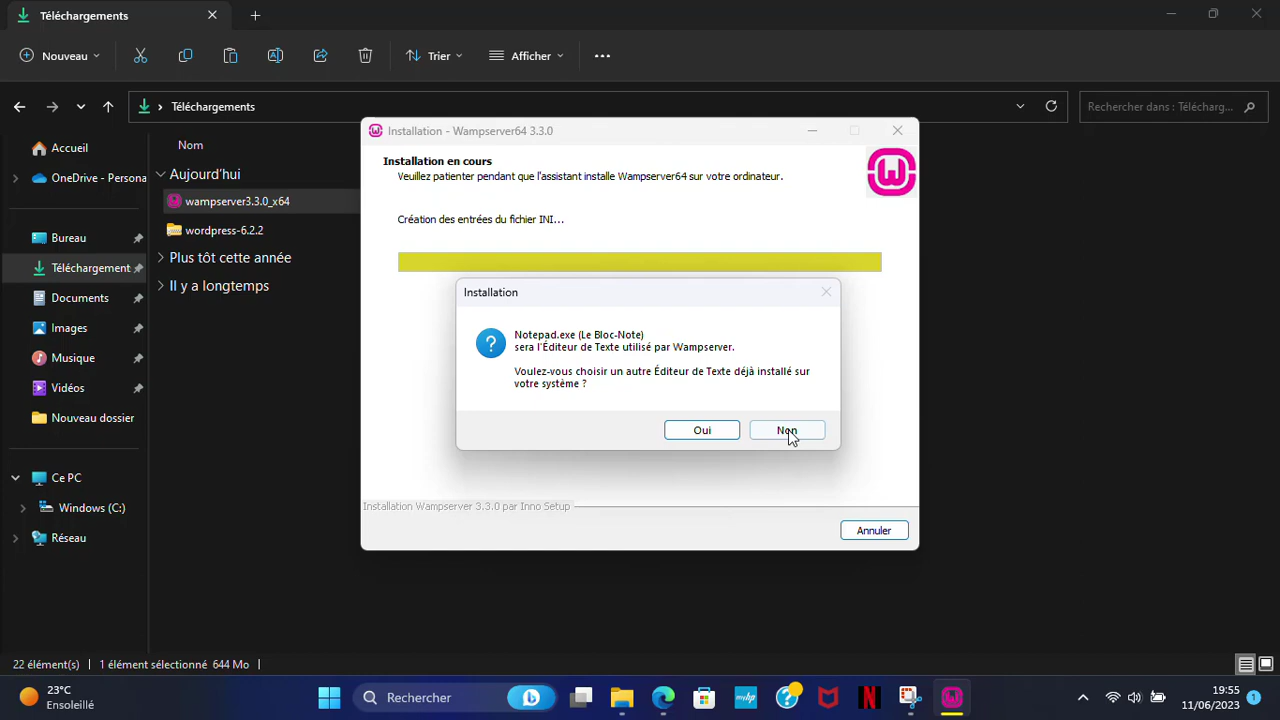 Téléchargements
Nouveau
Trier
Afficher
Téléchargements
Rechercher dans : Télécharg...
Accueil
OneDrive - Persona
Bureau
Téléchargement
Documents
Images
Musique
Vidéos
Nouveau dossier
Ce PC
Windows (C:)
Réseau
Nom
Aujourd'hui
wampserver3.3.0_x64
wordpress-6.2.2
Plus tôt cette année
Il y a longtemps
Installation - Wampserver64 3.3.0
Installation en cours
Veuillez patienter pendant que l'assistant installe Wampserver64 sur votre ordinateur.
Création des entrées du fichier INI...
Installation
Notepad.exe (Le Bloc-Note)
sera l'Éditeur de Texte utilisé par Wampserver.
Voulez-vous choisir un autre Éditeur de Texte déjà installé sur
votre système ?
Oui
Non
Installation Wampserver 3.3.0 par Inno Setup
Annuler
22 élément(s)
1 élément sélectionné 644 Mo
23°C
Ensoleillé
Rechercher
19:55
11/06/2023
1